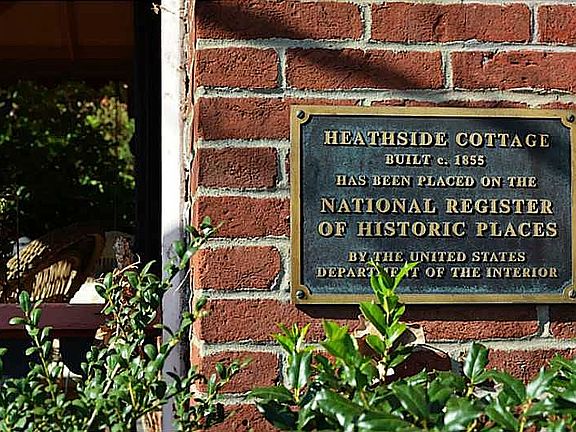 HEATHSIDE COTTAGE
BUILT c. 1855
HAS BEEN PLACED ON THE
NATIONAL REGISTER
OF HISTORIC PLACES
BY THE UNITED STATES
DEPARTMENT OF THE INTERIOR